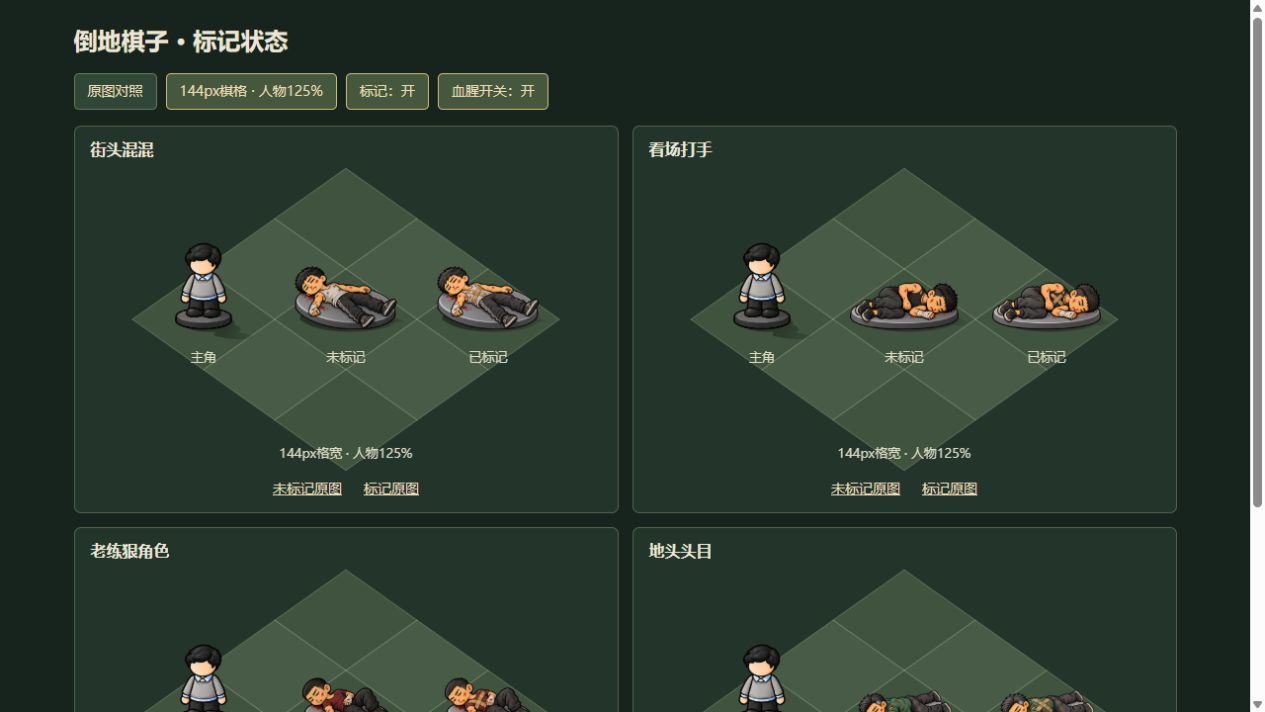 倒地棋子 · 标记状态
原图对照
144px棋格 · 人物125%
标记：开
血腥开关：开
街头混混
主角
未标记
已标记
144px格宽 · 人物125%
未标记原图
标记原图
看场打手
主角
未标记
已标记
144px格宽 · 人物125%
未标记原图
标记原图
老练狠角色
地头头目